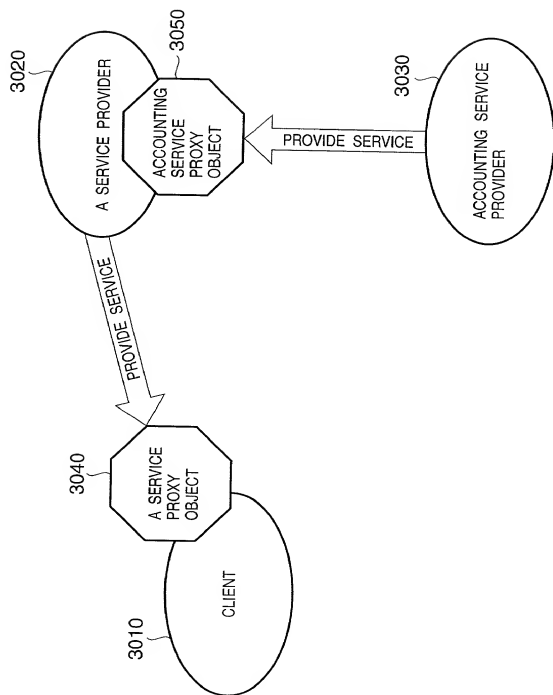 3020
A SERVICE PROVIDER
3050
ACCOUNTING
SERVICE
PROXY
OBJECT
PROVIDE SERVICE
3030
ACCOUNTING SERVICE
PROVIDER
PROVIDE SERVICE
3040
A SERVICE
PROXY
OBJECT
3010
CLIENT